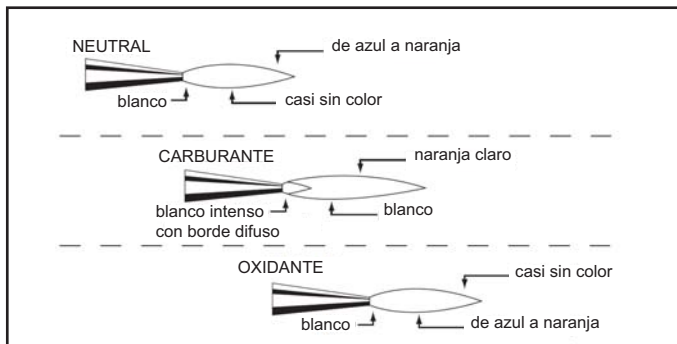 NEUTRAL
de azul a naranja
blanco
casi sin color
CARBURANTE
naranja claro
blanco intenso
con borde difuso
blanco
OXIDANTE
casi sin color
blanco
de azul a naranja